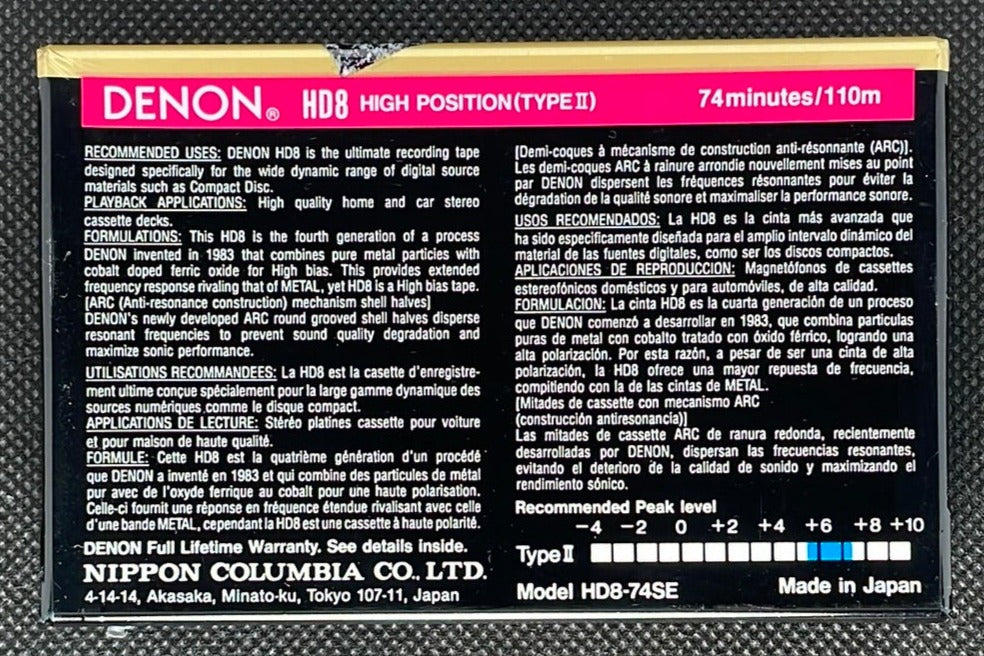 DENON® HD8 HIGH POSITION (TYPE II) 74minutes/110m
RECOMMENDED USES: DENON HD8 is the ultimate recording tape
designed specifically for the wide dynamic range of digital source
materials such as Compact Disc.
PLAYBACK APPLICATIONS: High quality home and car stereo
cassette decks.
FORMULATIONS: This HD8 is the fourth generation of a process
DENON invented in 1983 that combines pure metal particles with
cobalt doped ferric oxide for High bias. This provides extended
frequency response rivaling that of METAL, yet HD8 is a High bias tape.
[ARC (Anti-resonance construction) mechanism shell halves]
DENON's newly developed ARC round grooved shell halves disperse
resonant frequencies to prevent sound quality degradation and
maximize sonic performance.
UTILISATIONS RECOMMANDEES: La HD8 est la casette d'enregistre-
ment ultime conçue spécialement pour la large gamme dynamique des
sources numériques comme le disque compact.
APPLICATIONS DE LECTURE: Stéréo platines cassette pour voiture
et pour maison de haute qualité.
FORMULE: Cette HD8 est la quatrième génération d'un procédé
que DENON a inventé en 1983 et qui combine des particules de métal
pur avec de l'oxyde ferrique au cobalt pour une haute polarisation.
Celle-ci fournit une réponse en fréquence étendue rivalisant avec celle
d'une bande METAL, cependant la HD8 est une cassette à haute polarité.
DENON Full Lifetime Warranty. See details inside.
NIPPON COLUMBIA CO., LTD.
4-14-14, Akasaka, Minato-ku, Tokyo 107-11, Japan
[Demi-coques à mécanisme de construction anti-résonnante (ARC)].
Les demi-coques ARC à rainure arrondie nouvellement mises au point
par DENON dispersent les fréquences résonnantes pour éviter la
dégradation de la qualité sonore et maximaliser la performance sonore.
USOS RECOMENDADOS: La HD8 es la cinta más avanzada que
ha sido especificamente diseñada para el amplio intervalo dinámico del
material de las fuentes digitales, como ser los discos compactos.
APLICACIONES DE REPRODUCCION: Magnetófonos de cassettes
estereofónicos domésticos y para automóviles, de alta calidad.
FORMULACION: La cinta HD8 es la cuarta generación de un proceso
que DENON comenzó a desarrollar en 1983, que combina particulas
puras de metal con cobalto tratado con óxido férrico, logrando una
alta polarización. Por esta razón, a pesar de ser una cinta de alta
polarización, la HD8 ofrece una mayor repuesta de frecuencia,
compitiendo con la de las cintas de METAL.
[Mitades de cassette con mecanismo ARC
(construcción antiresonancia)]
Las mitades de cassette ARC de ranura redonda, recientemente
desarrolladas por DENON, dispersan las frecuencias resonantes,
evitando el deterioro de la calidad de sonido y maximizando el
rendimiento sónico.
Recommended Peak level
−4 −2 0 +2 +4 +6 +8 +10
Type II
Model HD8-74SE Made in Japan